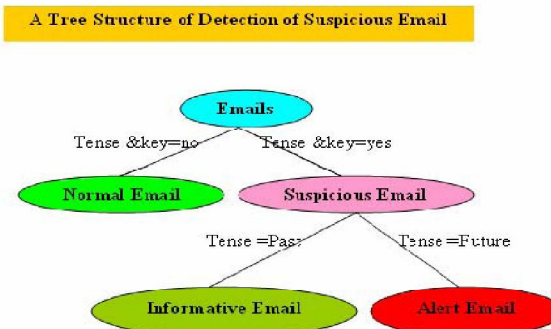 A Tree Structure of Detection of Suspicious Email
Emails
Tense &key=no
Tense &key=yes
Normal Email
Suspicious Email
Tense =Past
Tense =Future
Informative Email
Alert Email